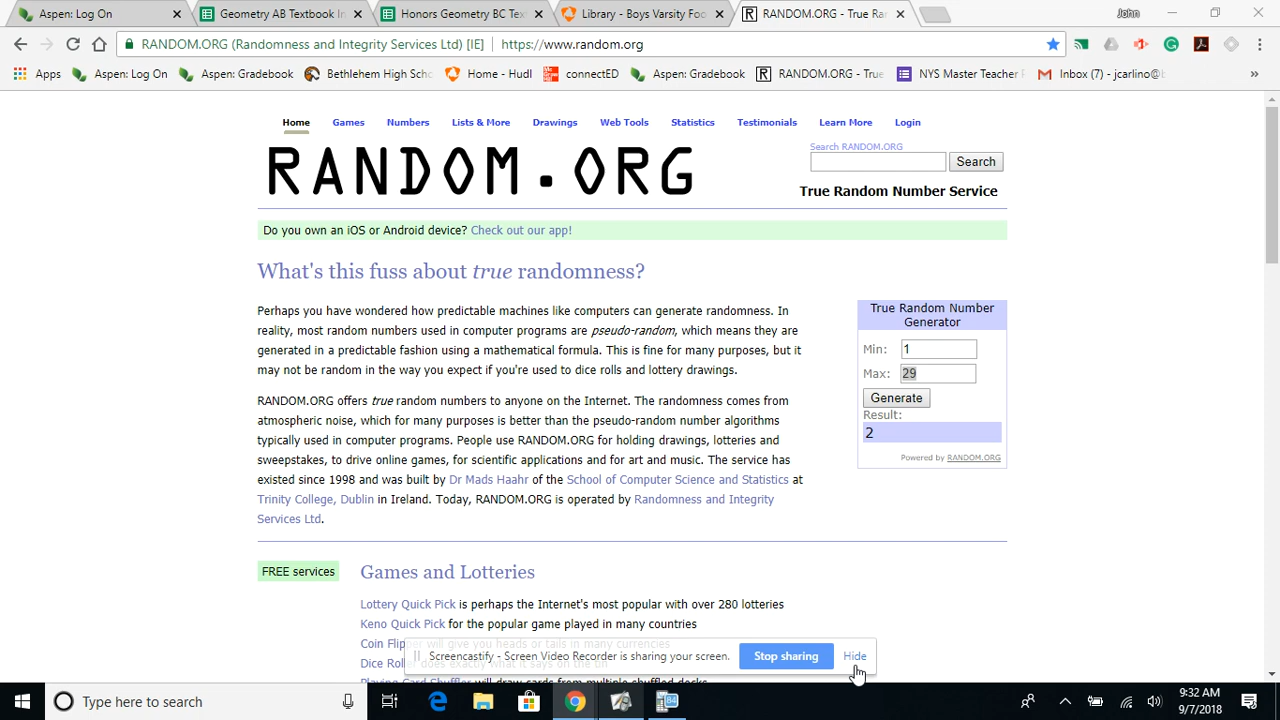 Aspen: Log On
Geometry AB Textbook In
Honors Geometry BC Tex
Library - Boys Varsity Foo
RANDOM.ORG - True Ra
John
RANDOM.ORG (Randomness and Integrity Services Ltd) [IE] | https://www.random.org
Apps
Aspen: Log On
Aspen: Gradebook
Bethlehem High Scho
Home - Hudl
connectED
Aspen: Gradebook
RANDOM.ORG - True
NYS Master Teacher
Inbox (7) - jcarlino@b
Home
Games
Numbers
Lists & More
Drawings
Web Tools
Statistics
Testimonials
Learn More
Login
RANDOM.ORG
Search RANDOM.ORG
Search
True Random Number Service
Do you own an iOS or Android device? Check out our app!
What's this fuss about true randomness?
Perhaps you have wondered how predictable machines like computers can generate randomness. In
reality, most random numbers used in computer programs are pseudo-random, which means they are
generated in a predictable fashion using a mathematical formula. This is fine for many purposes, but it
may not be random in the way you expect if you're used to dice rolls and lottery drawings.
RANDOM.ORG offers true random numbers to anyone on the Internet. The randomness comes from
atmospheric noise, which for many purposes is better than the pseudo-random number algorithms
typically used in computer programs. People use RANDOM.ORG for holding drawings, lotteries and
sweepstakes, to drive online games, for scientific applications and for art and music. The service has
existed since 1998 and was built by Dr Mads Haahr of the School of Computer Science and Statistics at
Trinity College, Dublin in Ireland. Today, RANDOM.ORG is operated by Randomness and Integrity
Services Ltd.
True Random Number
Generator
Min: 1
Max: 29
Generate
Result:
2
Powered by RANDOM.ORG
FREE services
Games and Lotteries
Lottery Quick Pick is perhaps the Internet's most popular with over 280 lotteries
Keno Quick Pick for the popular game played in many countries
Coin Flipper will give you heads or tails in many currencies
Dice Roller does exactly what it says on the tin
Playing Card Shuffler will draw cards from multiple shuffled decks
Screencastify - Screen Video Recorder is sharing your screen.
Stop sharing
Hide
Type here to search
9:32 AM
9/7/2018